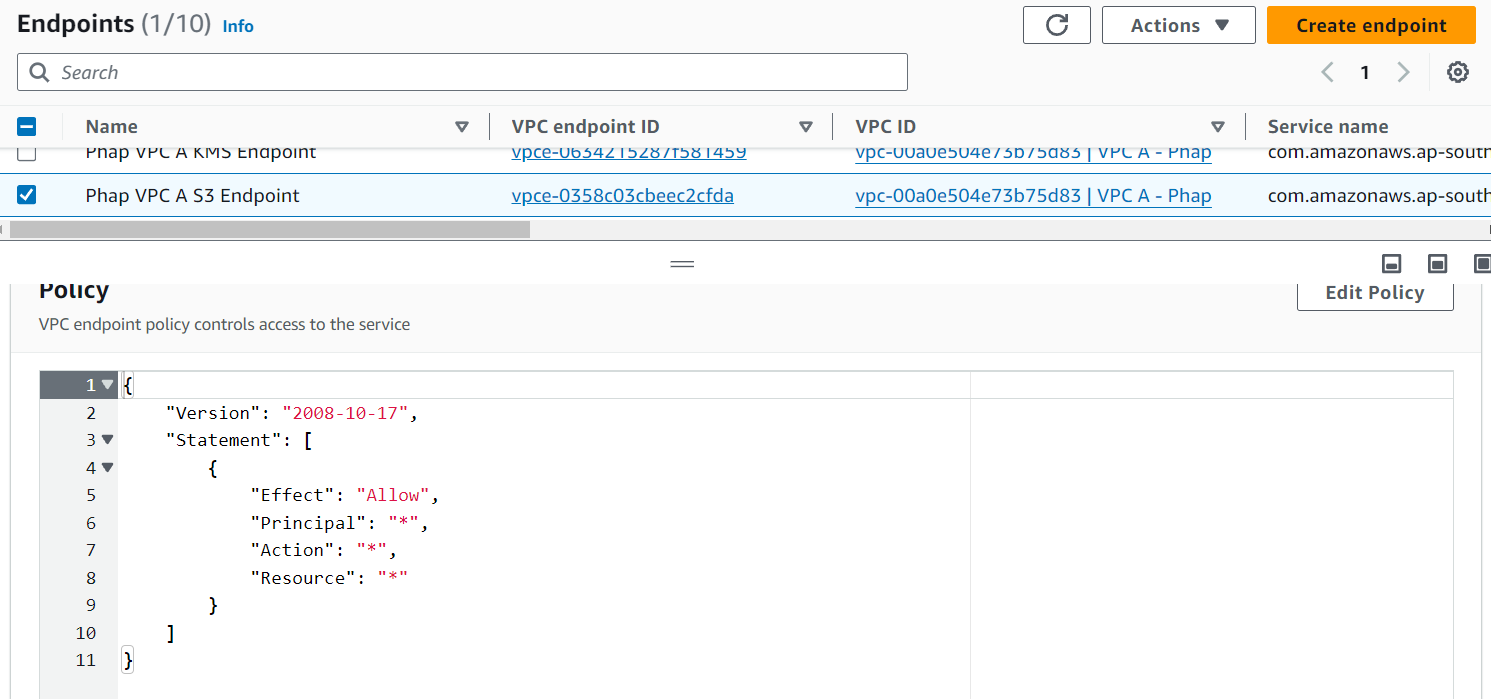 Endpoints (1/10) Info
Actions
Create endpoint
Search
1
Name VPC endpoint ID VPC ID Service name
Phap VPC A KMS Endpoint vpce-0634215287f581459 vpc-00a0e504e73b75d83 | VPC A - Phap com.amazonaws.ap-south
Phap VPC A S3 Endpoint vpce-0358c03cbeec2cfda vpc-00a0e504e73b75d83 | VPC A - Phap com.amazonaws.ap-south
Policy
Edit Policy
VPC endpoint policy controls access to the service
1 {
2 "Version": "2008-10-17",
3 "Statement": [
4 {
5 "Effect": "Allow",
6 "Principal": "*",
7 "Action": "*",
8 "Resource": "*"
9 }
10 ]
11 }